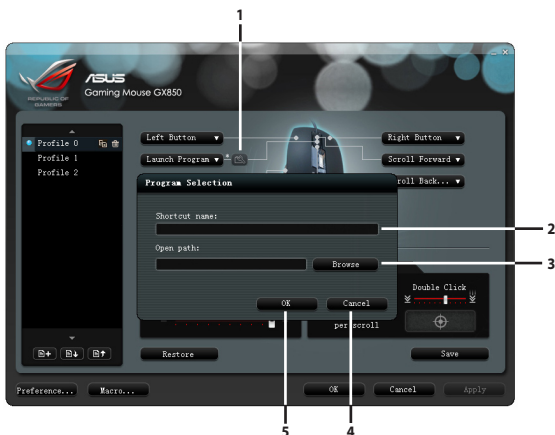 1
REPUBLIC OF
GAMERS
ASUS
Gaming Mouse GX850
Profile 0
Profile 1
Profile 2
Left Button
Right Button
Launch Program
Scroll Forward
roll Back...
Program Selection
Shortcut name:
2
Open path:
Browse
3
OK
Cancel
Double Click
per scroll
Restore
Save
Preference...
Macro...
OK
Cancel
Apply
5
4